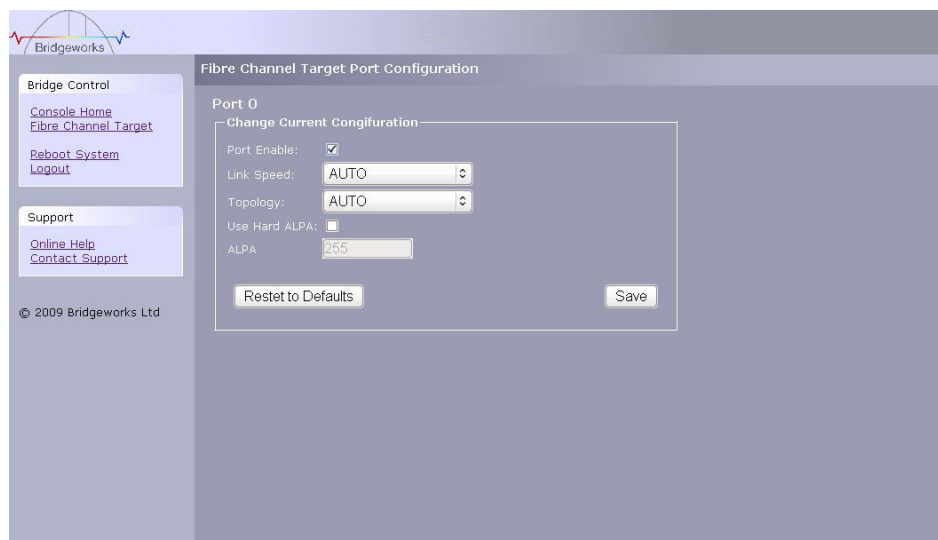 Bridgeworks
Bridge Control
Console Home
Fibre Channel Target
Reboot System
Logout
Support
Online Help
Contact Support
© 2009 Bridgeworks Ltd
Fibre Channel Target Port Configuration
Port 0
Change Current Congifuration
Port Enable:
Link Speed: AUTO
Topology: AUTO
Use Hard ALPA:
ALPA 255
Restet to Defaults Save